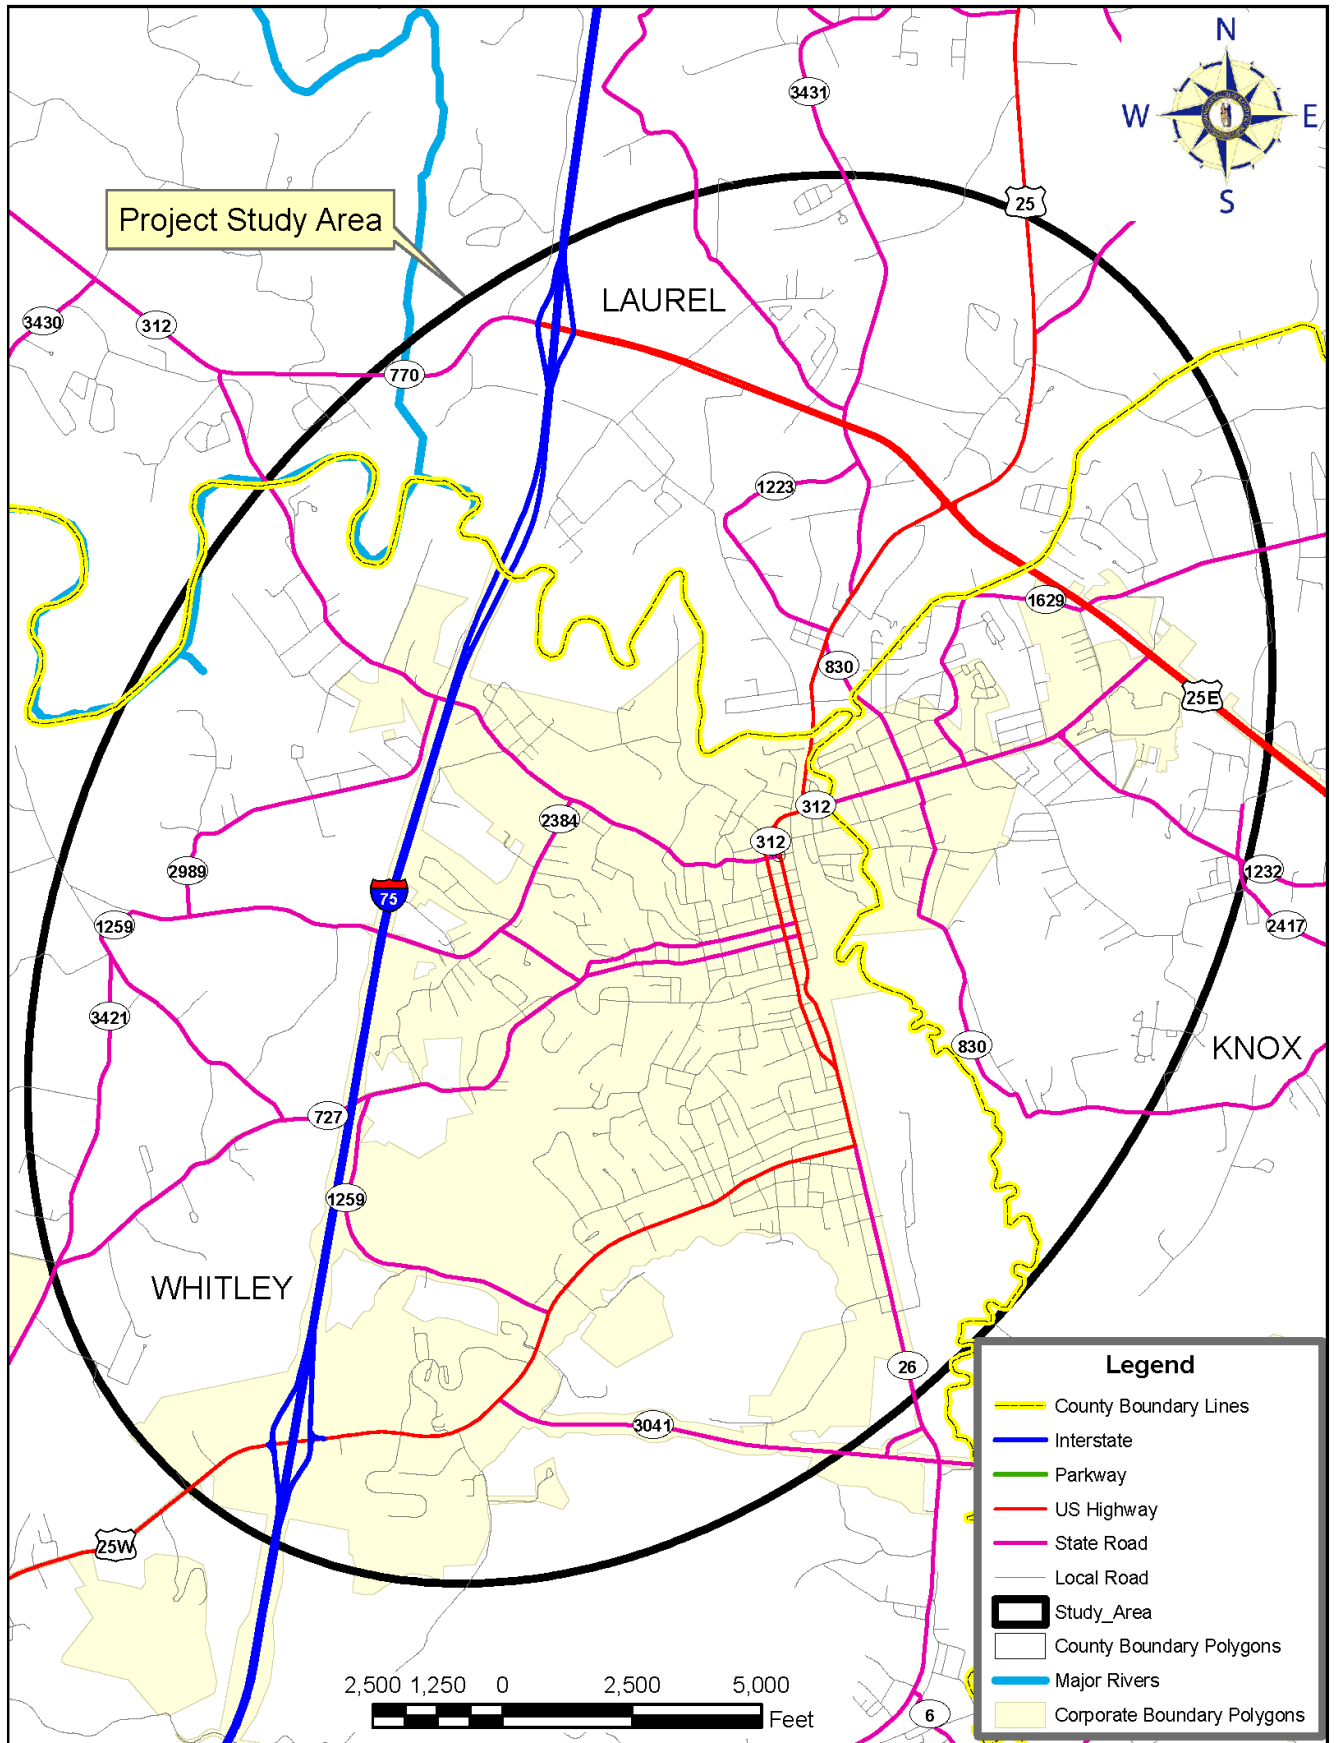 N
W E
S
3431
25
Project Study Area
LAUREL
3430
312
770
1223
1629
830
25E
312
2384
312
2989
75
1232
1259
2417
3421
830
KNOX
727
1259
WHITLEY
26
3041
25W
6
Legend
County Boundary Lines
Interstate
Parkway
US Highway
State Road
Local Road
Study_Area
County Boundary Polygons
Major Rivers
Corporate Boundary Polygons
2,500 1,250 0 2,500 5,000
Feet